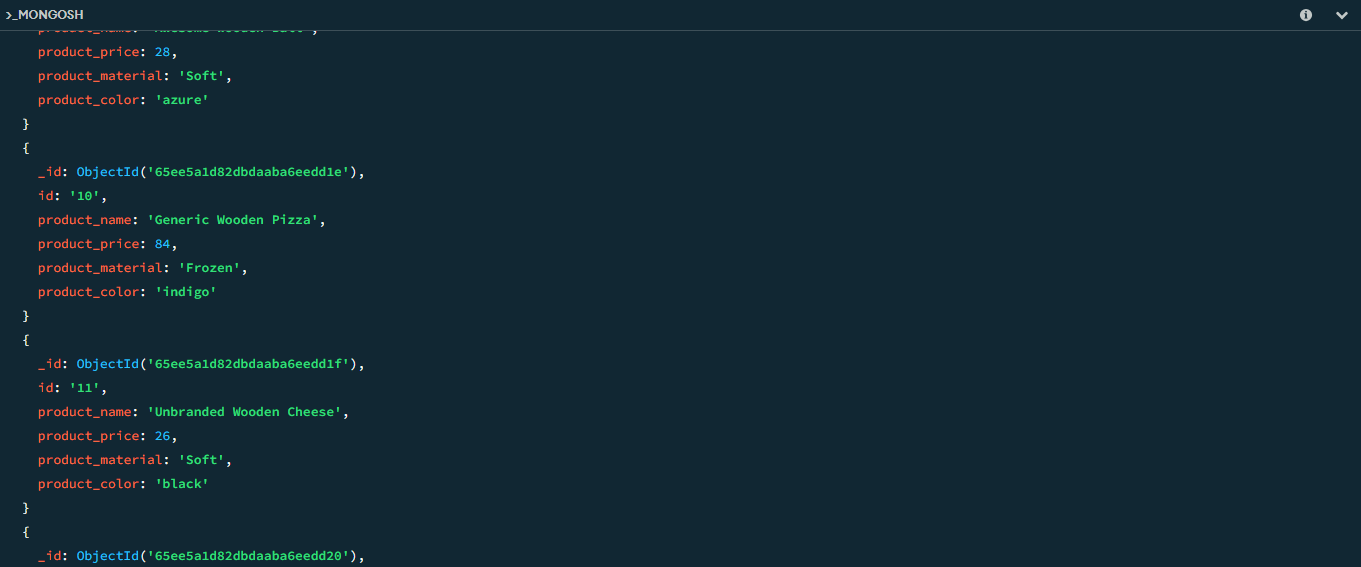 >_MONGOSH
product_price: 28,
product_material: 'Soft',
product_color: 'azure'
}
{
_id: ObjectId('65ee5a1d82dbdaaba6eedd1e'),
id: '10',
product_name: 'Generic Wooden Pizza',
product_price: 84,
product_material: 'Frozen',
product_color: 'indigo'
}
{
_id: ObjectId('65ee5a1d82dbdaaba6eedd1f'),
id: '11',
product_name: 'Unbranded Wooden Cheese',
product_price: 26,
product_material: 'Soft',
product_color: 'black'
}
{
_id: ObjectId('65ee5a1d82dbdaaba6eedd20'),